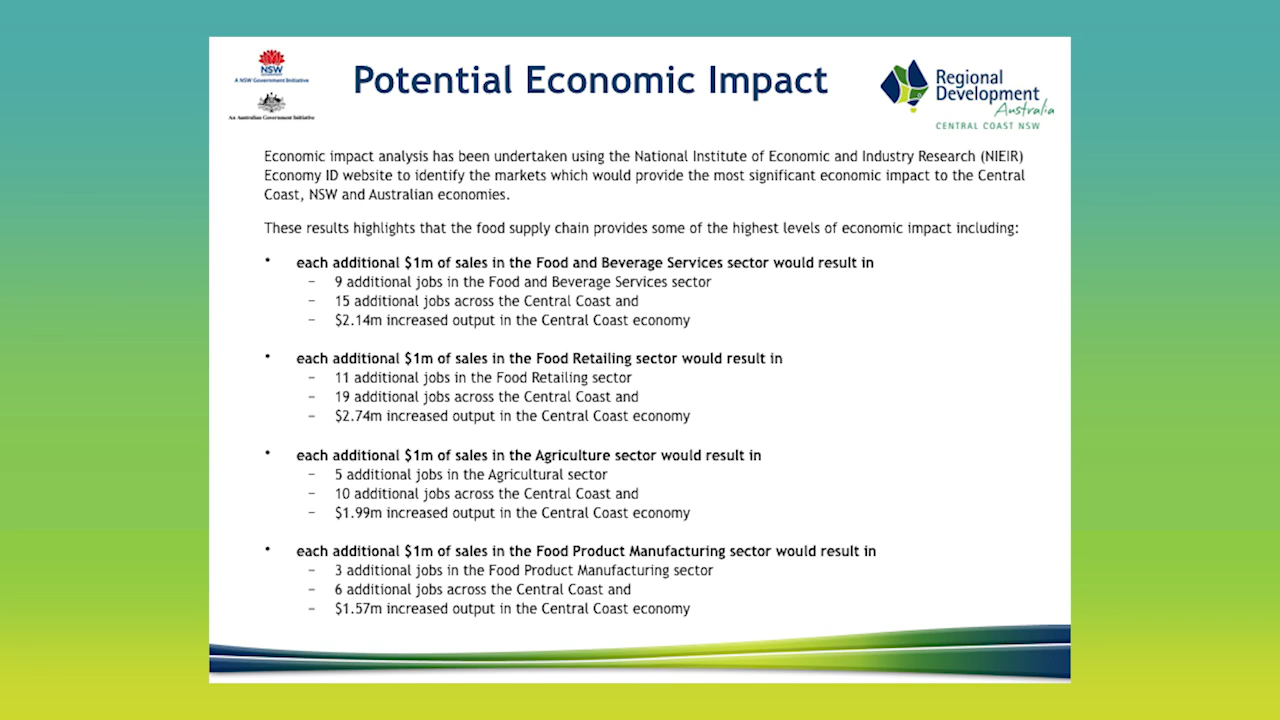 NSW
A NSW Government Initiative
An Australian Government Initiative
Potential Economic Impact
Regional
Development
Australia
CENTRAL COAST NSW
Economic impact analysis has been undertaken using the National Institute of Economic and Industry Research (NIEIR)
Economy ID website to identify the markets which would provide the most significant economic impact to the Central
Coast, NSW and Australian economies.
These results highlights that the food supply chain provides some of the highest levels of economic impact including:
• each additional $1m of sales in the Food and Beverage Services sector would result in
– 9 additional jobs in the Food and Beverage Services sector
– 15 additional jobs across the Central Coast and
– $2.14m increased output in the Central Coast economy
• each additional $1m of sales in the Food Retailing sector would result in
– 11 additional jobs in the Food Retailing sector
– 19 additional jobs across the Central Coast and
– $2.74m increased output in the Central Coast economy
• each additional $1m of sales in the Agriculture sector would result in
– 5 additional jobs in the Agricultural sector
– 10 additional jobs across the Central Coast and
– $1.99m increased output in the Central Coast economy
• each additional $1m of sales in the Food Product Manufacturing sector would result in
– 3 additional jobs in the Food Product Manufacturing sector
– 6 additional jobs across the Central Coast and
– $1.57m increased output in the Central Coast economy